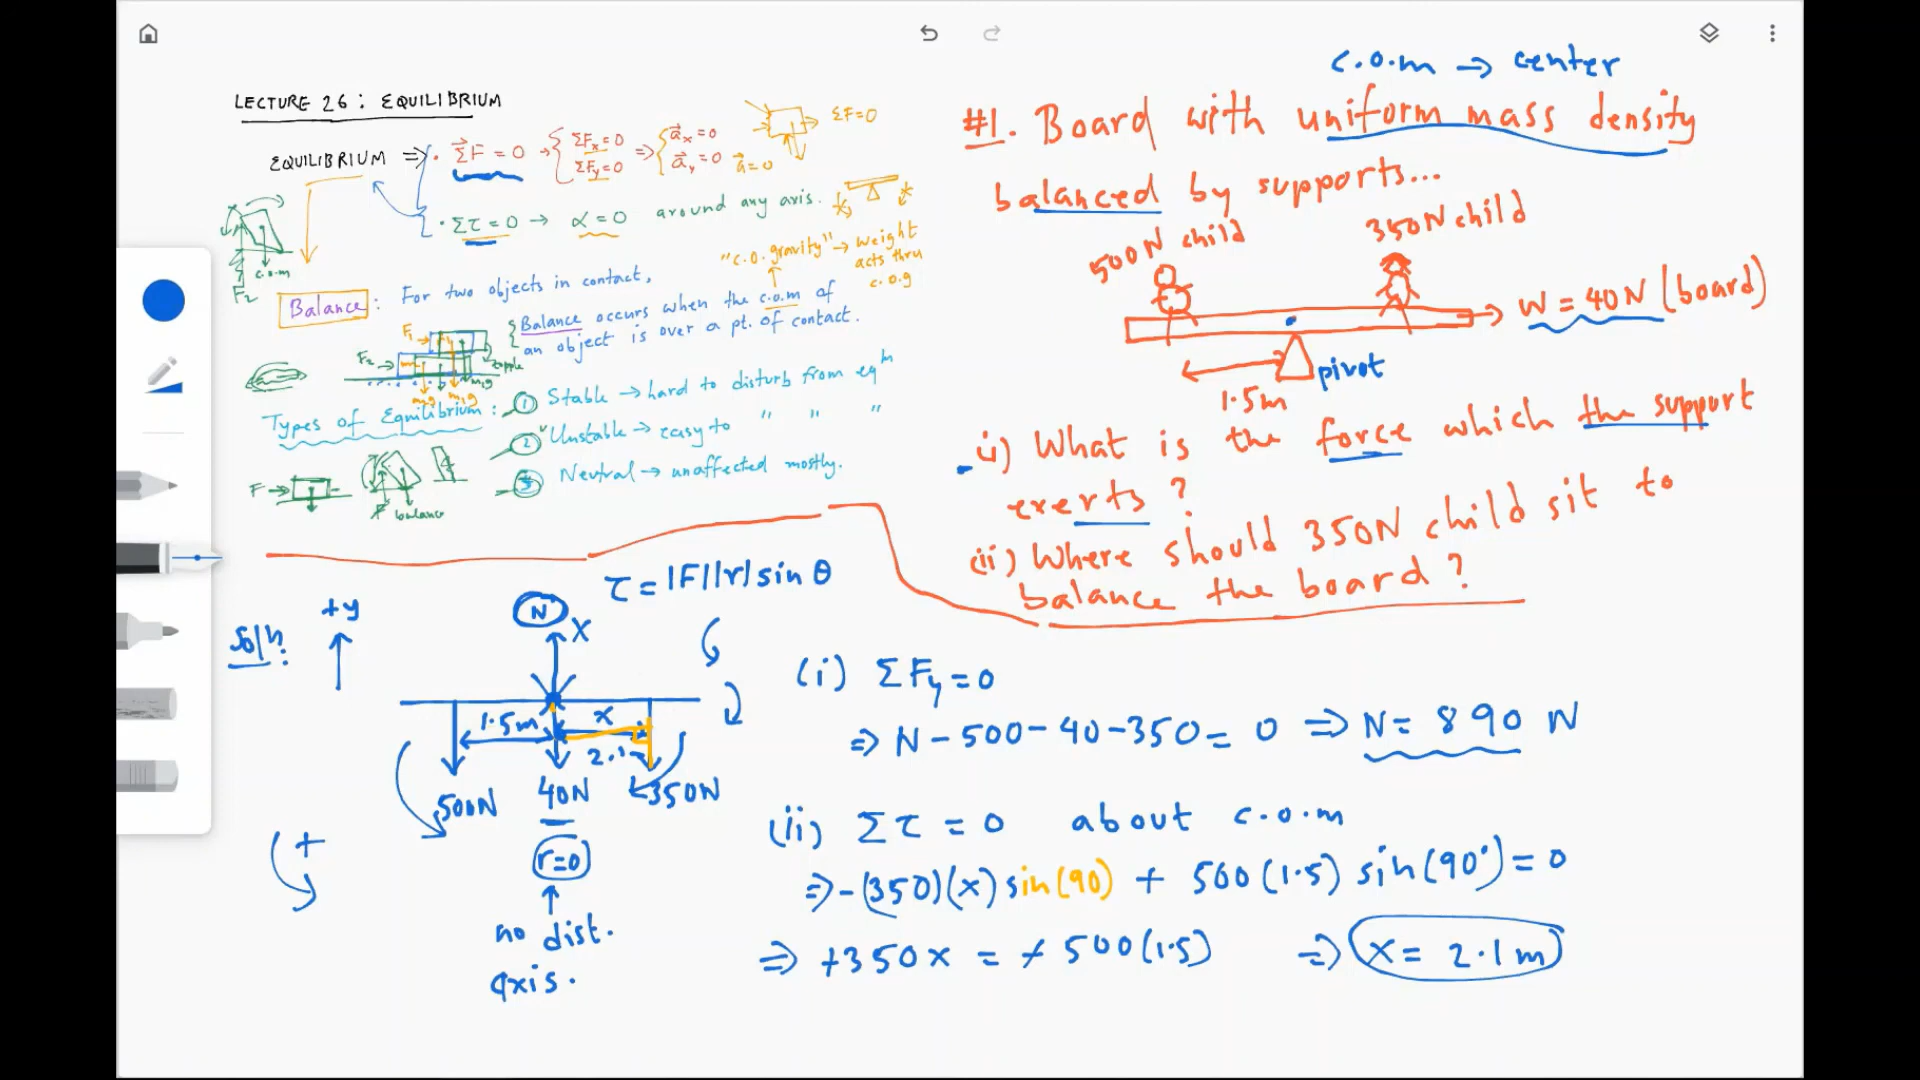 LECTURE 26: EQUILIBRIUM
EQUILIBRIUM ⇒ · ΣF = 0 → ΣFx=0 ΣFy=0 ⇒ ax=0 ay=0 a=0
ΣF=0
· Στ = 0 → α = 0 around any axis.
c.o.m
F2
"c.o.gravity" → weight
acts thru
c.o.g
Balance : For two objects in contact,
Balance occurs when the c.o.m of
an object is over a pt. of contact.
F1
F2
topple
m1g
Types of Equilibrium :
① Stable → hard to disturb from eqm
② Unstable → easy to " " "
③ Neutral → unaffected mostly.
F
F balance
c.o.m → center
#1. Board with uniform mass density
balanced by supports...
500N child
350N child
W = 40N (board)
pivot
1.5m
i) What is the force which the support
exerts ?
(ii) Where should 350N child sit to
balance the board ?
Sol'n:
+y
N
x
τ = |F||r| sin θ
1.5m
x
2.1
500N
40N
350N
r=0
no dist.
axis.
+
(i) ΣFy = 0
⇒ N - 500 - 40 - 350 = 0 ⇒ N = 890 N
(ii) Στ = 0 about c.o.m
⇒ -(350)(x) sin(90) + 500(1.5) sin(90°) = 0
⇒ +350x = +500(1.5) ⇒ x = 2.1m